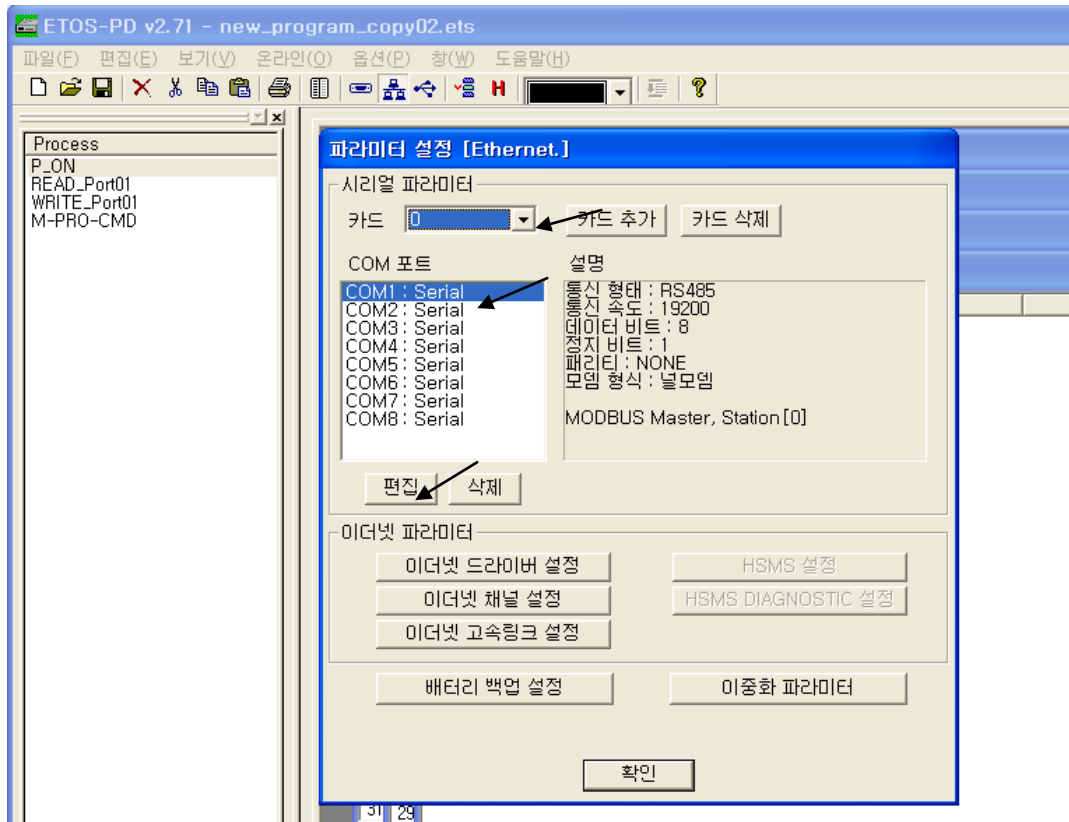 ETOS-PD v2.71 - new_program_copy02.ets
파일(F) 편집(E) 보기(V) 온라인(O) 옵션(P) 창(W) 도움말(H)
H
Process
P_ON
READ_Port01
WRITE_Port01
M-PRO-CMD
파라미터 설정 [Ethernet.]
시리얼 파라미터
카드 0 카드 추가 카드 삭제
COM 포트
COM1 : Serial
COM2 : Serial
COM3 : Serial
COM4 : Serial
COM5 : Serial
COM6 : Serial
COM7 : Serial
COM8 : Serial
설명
통신 형태 : RS485
통신 속도 : 19200
데이터 비트 : 8
정지 비트 : 1
패리티 : NONE
모뎀 형식 : 널모뎀
MODBUS Master, Station [0]
편집 삭제
이더넷 파라미터
이더넷 드라이버 설정 HSMS 설정
이더넷 채널 설정 HSMS DIAGNOSTIC 설정
이더넷 고속링크 설정
배터리 백업 설정 이중화 파라미터
확인
31 29